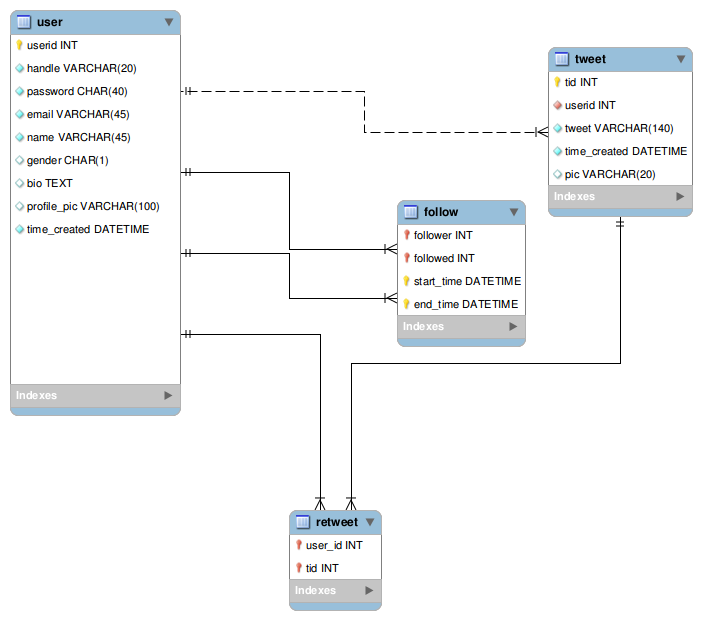 user
userid INT
handle VARCHAR(20)
password CHAR(40)
email VARCHAR(45)
name VARCHAR(45)
gender CHAR(1)
bio TEXT
profile_pic VARCHAR(100)
time_created DATETIME
Indexes
tweet
tid INT
userid INT
tweet VARCHAR(140)
time_created DATETIME
pic VARCHAR(20)
Indexes
follow
follower INT
followed INT
start_time DATETIME
end_time DATETIME
Indexes
retweet
user_id INT
tid INT
Indexes